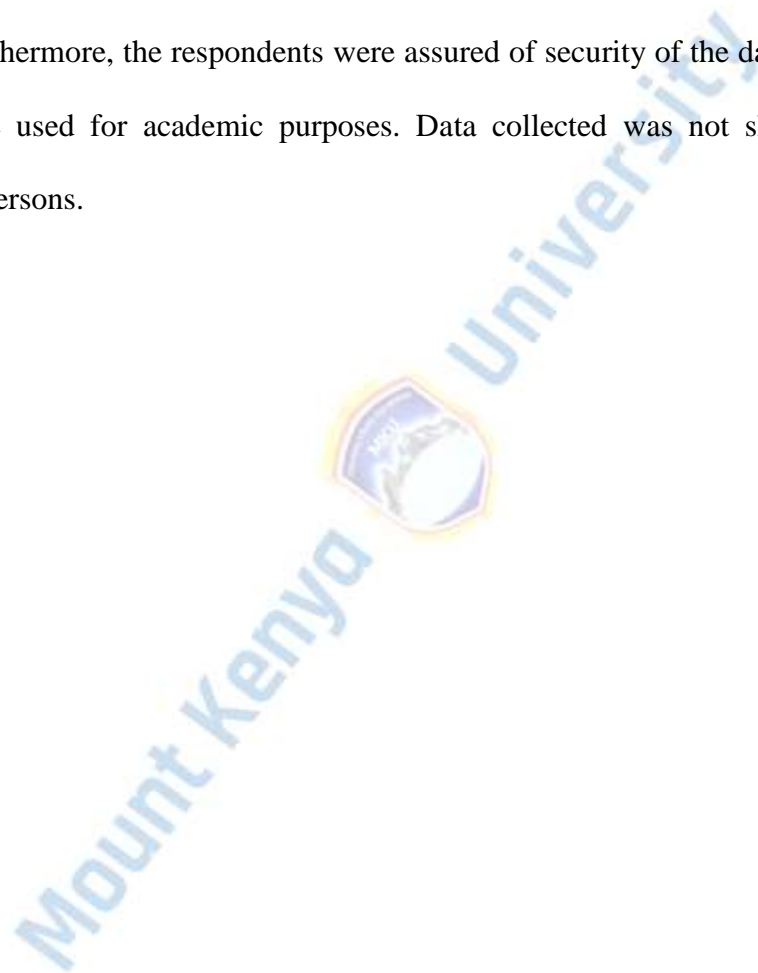 hermore, the respondents were assured of security of the da
used for academic purposes. Data collected was not s
ersons.
Mount Kenya University
MKU